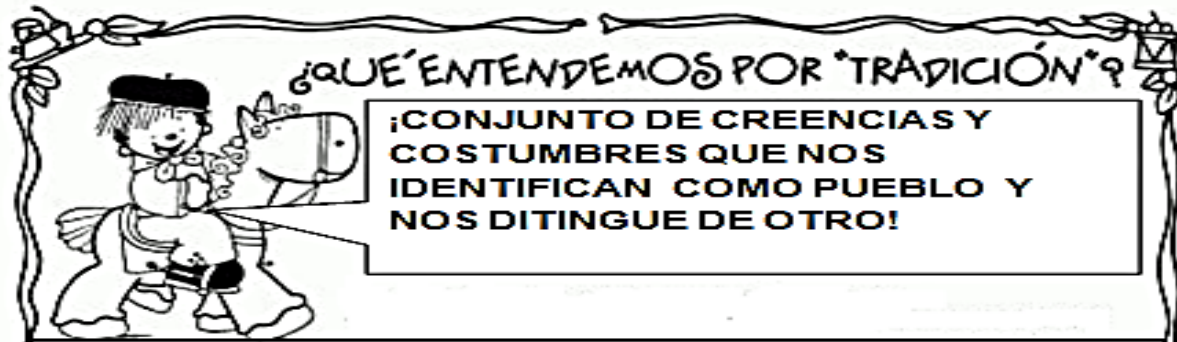 ¿QUÉ ENTENDEMOS POR "TRADICIÓN"?
¡CONJUNTO DE CREENCIAS Y
COSTUMBRES QUE NOS
IDENTIFICAN COMO PUEBLO Y
NOS DITINGUE DE OTRO!